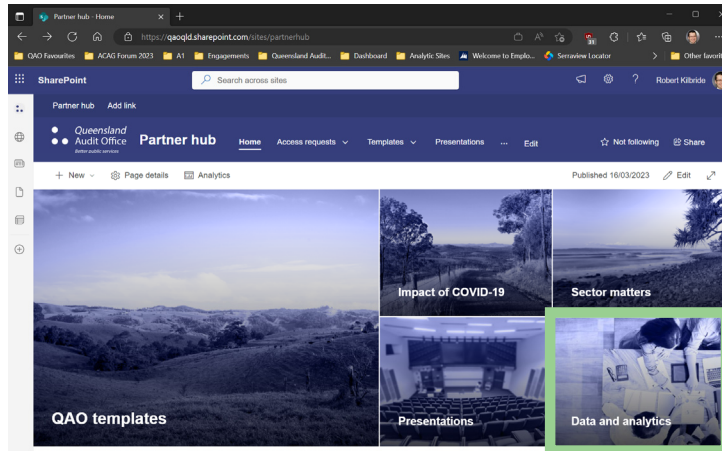 Partner hub - Home
https://qaoqld.sharepoint.com/sites/partnerhub
QAO Favourites ACAG Forum 2023 A1 Engagements Queensland Audit... Dashboard Analytic Sites Welcome to Emplo... Serraview Locator Other favorit
SharePoint Search across sites Robert Kilbride
Partner hub Add link
Queensland
Audit Office
Better public services
Partner hub Home Access requests Templates Presentations ... Edit Not following Share
+ New Page details Analytics Published 16/03/2023 Edit
Impact of COVID-19 Sector matters
QAO templates Presentations Data and analytics